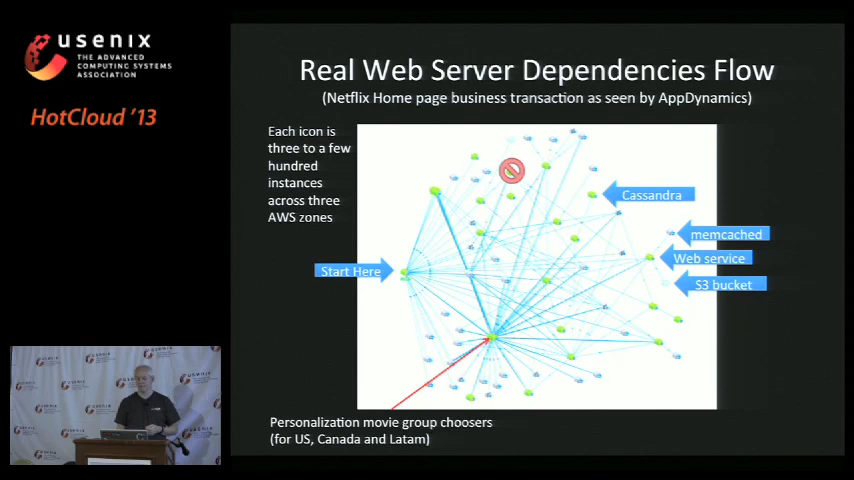 usenix
THE ADVANCED
COMPUTING SYSTEMS
ASSOCIATION
HotCloud '13
Real Web Server Dependencies Flow
(Netflix Home page business transaction as seen by AppDynamics)
Each icon is
three to a few
hundred
instances
across three
AWS zones
Start Here
Cassandra
memcached
Web service
S3 bucket
Personalization movie group choosers
(for US, Canada and Latam)